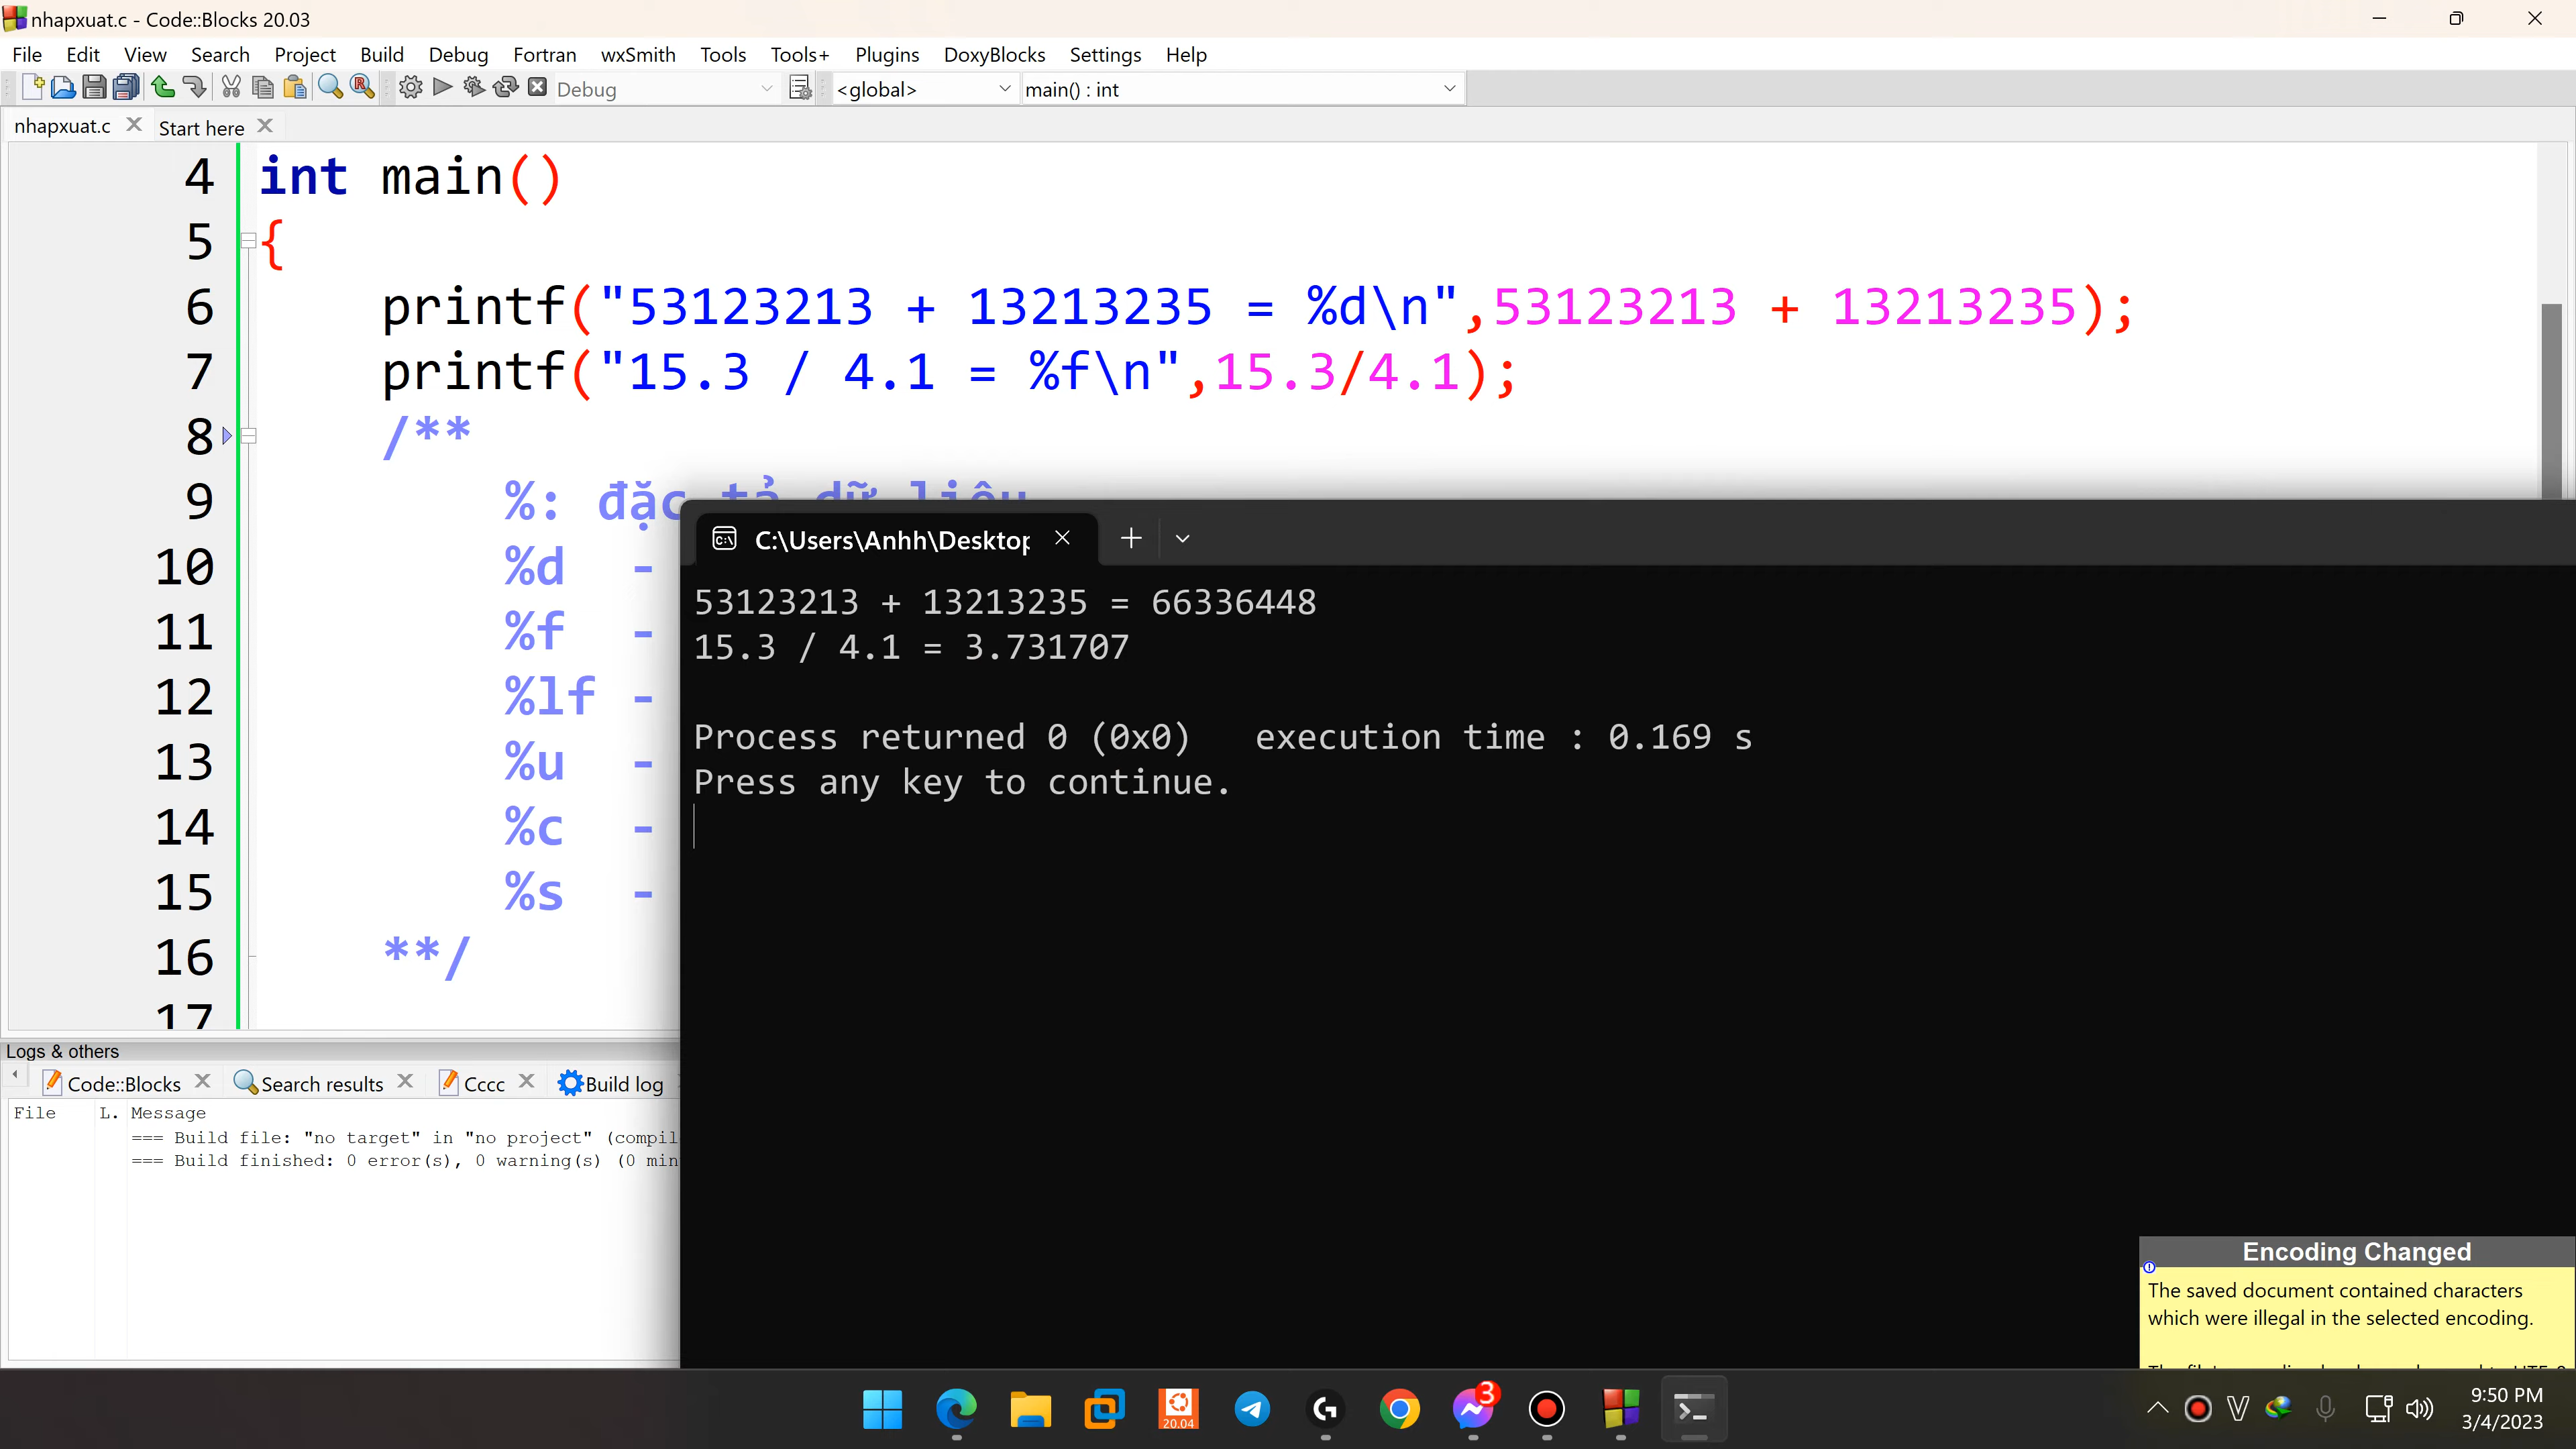 nhapxuat.c - Code::Blocks 20.03
File Edit View Search Project Build Debug Fortran wxSmith Tools Tools+ Plugins DoxyBlocks Settings Help
Debug <global> main() : int
nhapxuat.c Start here
4 int main()
5 {
6 printf("53123213 + 13213235 = %d\n",53123213 + 13213235);
7 printf("15.3 / 4.1 = %f\n",15.3/4.1);
8 /**
9 %: đặc tả dữ liệu
10 %d -
11 %f -
12 %lf -
13 %u -
14 %c -
15 %s -
16 **/
17
C:\Users\Anhh\Desktop
53123213 + 13213235 = 66336448
15.3 / 4.1 = 3.731707
Process returned 0 (0x0) execution time : 0.169 s
Press any key to continue.
Logs & others
Code::Blocks Search results Cccc Build log
File L. Message
=== Build file: "no target" in "no project" (compil
=== Build finished: 0 error(s), 0 warning(s) (0 min
Encoding Changed
The saved document contained characters
which were illegal in the selected encoding.
20.04
3
9:50 PM
3/4/2023